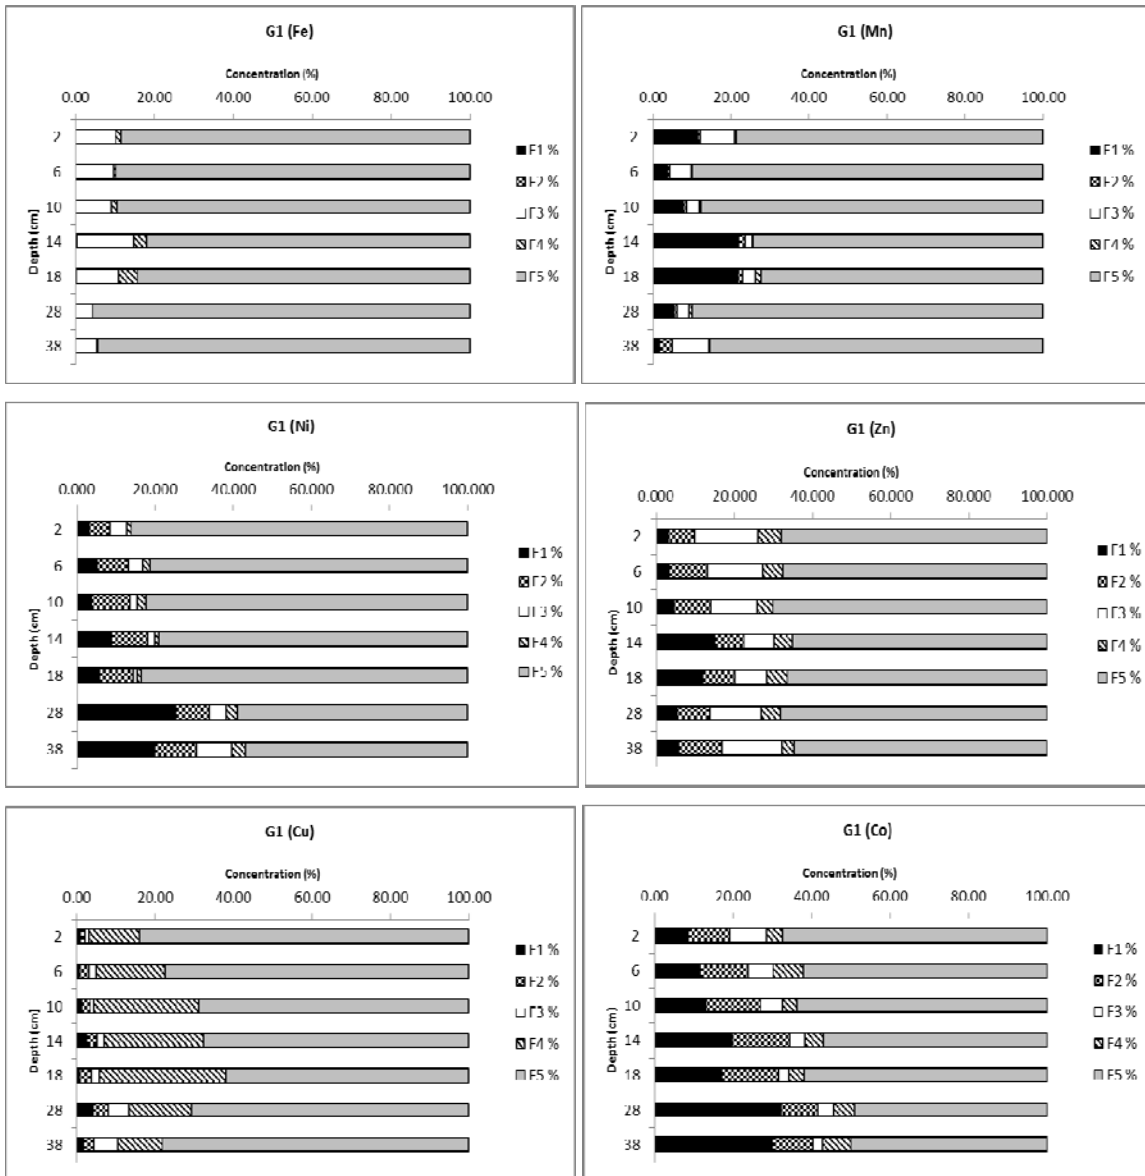 G1 (Fe)
Concentration (%)
0.00 20.00 40.00 60.00 80.00 100.00
Depth (cm)
2
6
10
14
18
28
38
F1 %
F2 %
F3 %
F4 %
F5 %
G1 (Mn)
Concentration (%)
0.00 20.00 40.00 60.00 80.00 100.00
Depth (cm)
2
6
10
14
18
28
38
F1 %
F2 %
F3 %
F4 %
F5 %
G1 (Ni)
Concentration (%)
0.000 20.000 40.000 60.000 80.000 100.000
Depth (cm)
2
6
10
14
18
28
38
F1 %
F2 %
F3 %
F4 %
F5 %
G1 (Zn)
Concentration (%)
0.000 20.000 40.000 60.000 80.000 100.000
Depth (cm)
2
6
10
14
18
28
38
F1 %
F2 %
F3 %
F4 %
F5 %
G1 (Cu)
Concentration (%)
0.00 20.00 40.00 60.00 80.00 100.00
Depth (cm)
2
6
10
14
18
28
38
F1 %
F2 %
F3 %
F4 %
F5 %
G1 (Co)
Concentration (%)
0.00 20.00 40.00 60.00 80.00 100.00
Depth (cm)
2
6
10
14
18
28
38
F1 %
F2 %
F3 %
F4 %
F5 %